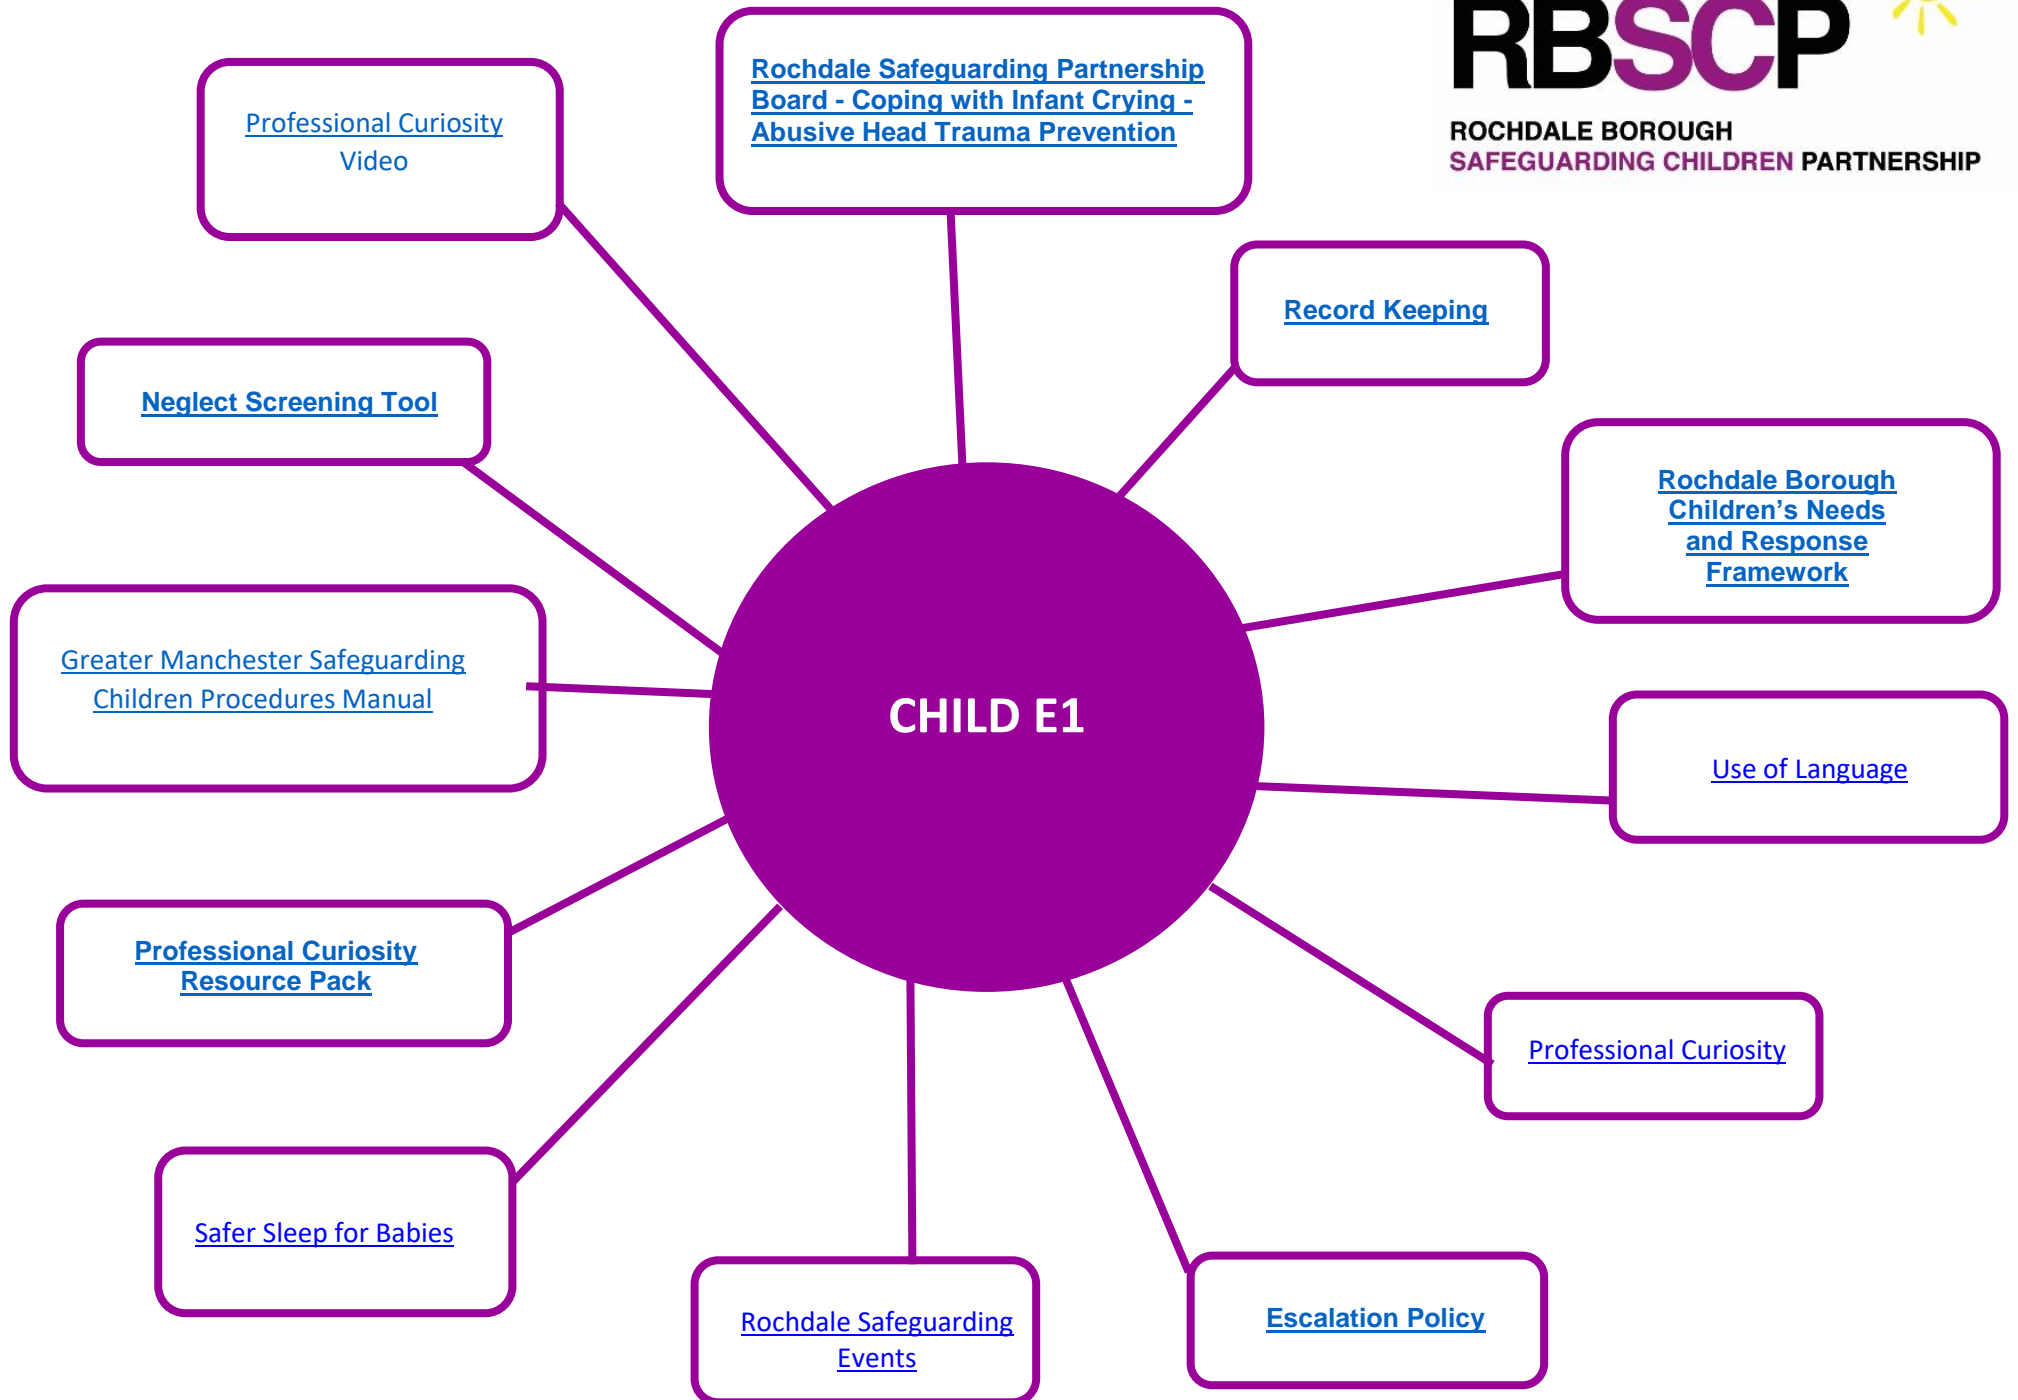 RBSCP
ROCHDALE BOROUGH
SAFEGUARDING CHILDREN PARTNERSHIP
Rochdale Safeguarding Partnership
Board - Coping with Infant Crying -
Abusive Head Trauma Prevention
Professional Curiosity
Video
Record Keeping
Neglect Screening Tool
Rochdale Borough
Children’s Needs
and Response
Framework
Greater Manchester Safeguarding
Children Procedures Manual
CHILD E1
Use of Language
Professional Curiosity
Resource Pack
Professional Curiosity
Safer Sleep for Babies
Rochdale Safeguarding
Events
Escalation Policy